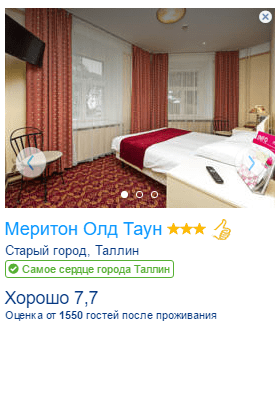 Меритон Олд Таун
Старый город, Таллин
Самое сердце города Таллин
Хорошо 7,7
Оценка от 1550 гостей после проживания